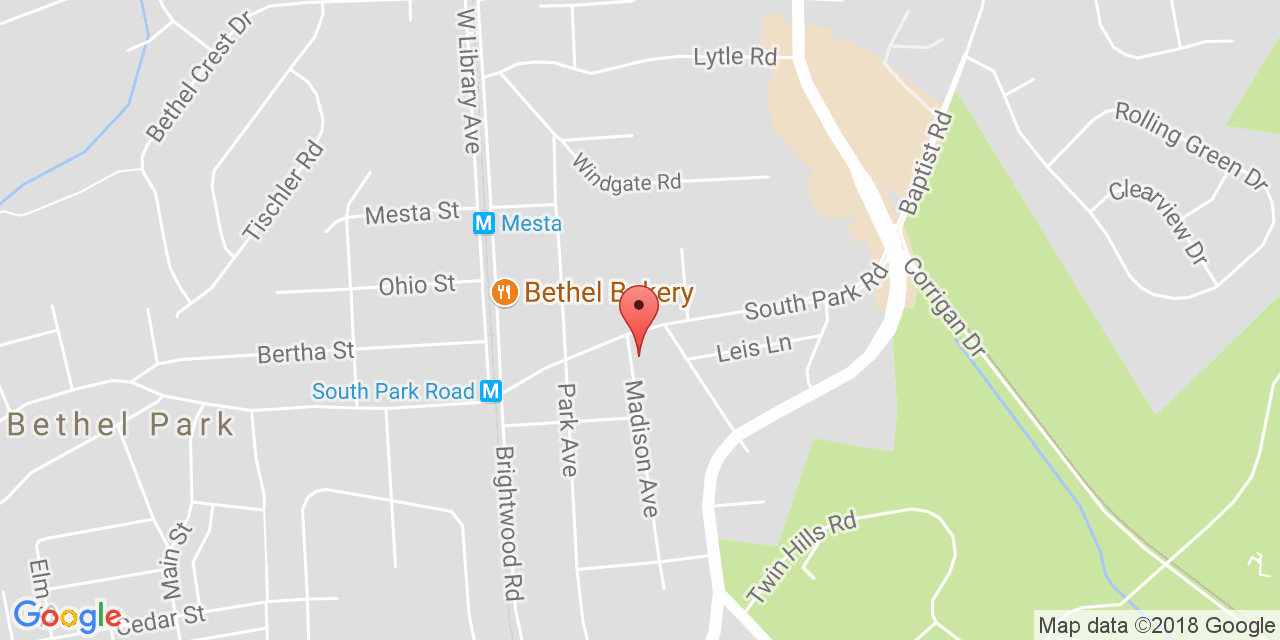 Bethel Crest Dr
W Library Ave
Lytle Rd
Tischler Rd
Windgate Rd
Baptist Rd
Rolling Green Dr
Clearview Dr
Mesta St
M Mesta
Ohio St
Bethel Bakery
South Park Rd
Corrigan Dr
Bertha St
Leis Ln
South Park Road M
Bethel Park
Park Ave
Madison Ave
Brightwood Rd
Main St
Elm
Twin Hills Rd
Cedar St
Google
Map data ©2018 Google